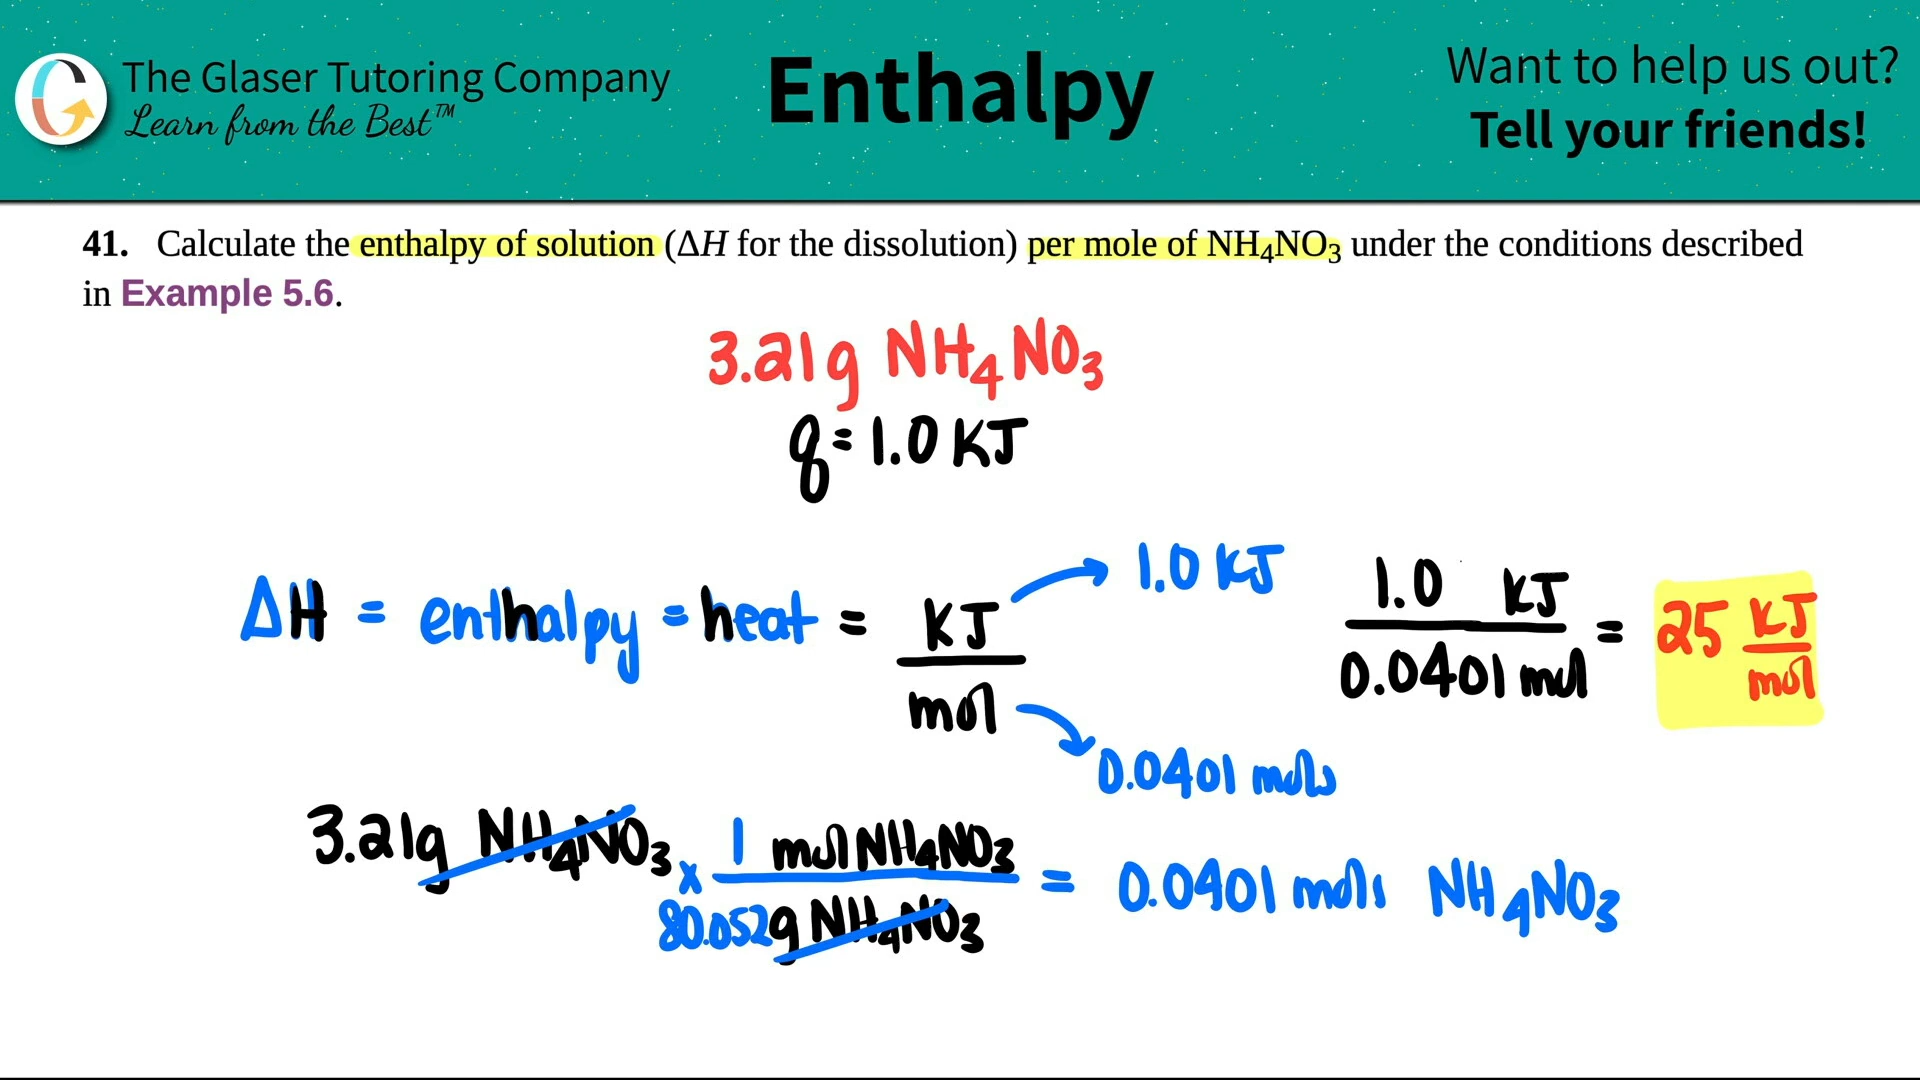 The Glaser Tutoring Company
Learn from the Best™
Enthalpy
Want to help us out?
Tell your friends!
41. Calculate the enthalpy of solution (ΔH for the dissolution) per mole of NH₄NO₃ under the conditions described
in Example 5.6.
3.21g NH₄NO₃
q = 1.0 KJ
ΔH = enthalpy = heat = KJ / mol
1.0 KJ
0.0401 mols
1.0 KJ / 0.0401 mol = 25 KJ / mol
3.21g NH₄NO₃ x 1 mol NH₄NO₃ / 80.052g NH₄NO₃ = 0.0401 mols NH₄NO₃